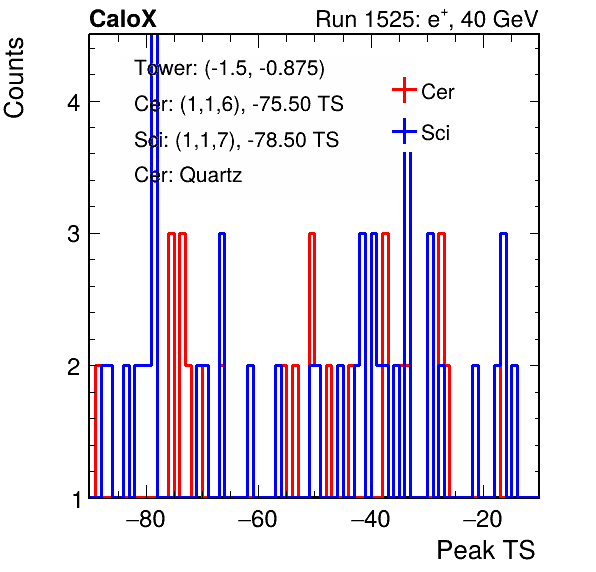 CaloX Run 1525: e+, 40 GeV
Counts
Tower: (-1.5, -0.875)
Cer: (1,1,6), -75.50 TS
Sci: (1,1,7), -78.50 TS
Cer: Quartz
Cer
Sci
4
3
2
1
−80 −60 −40 −20
Peak TS